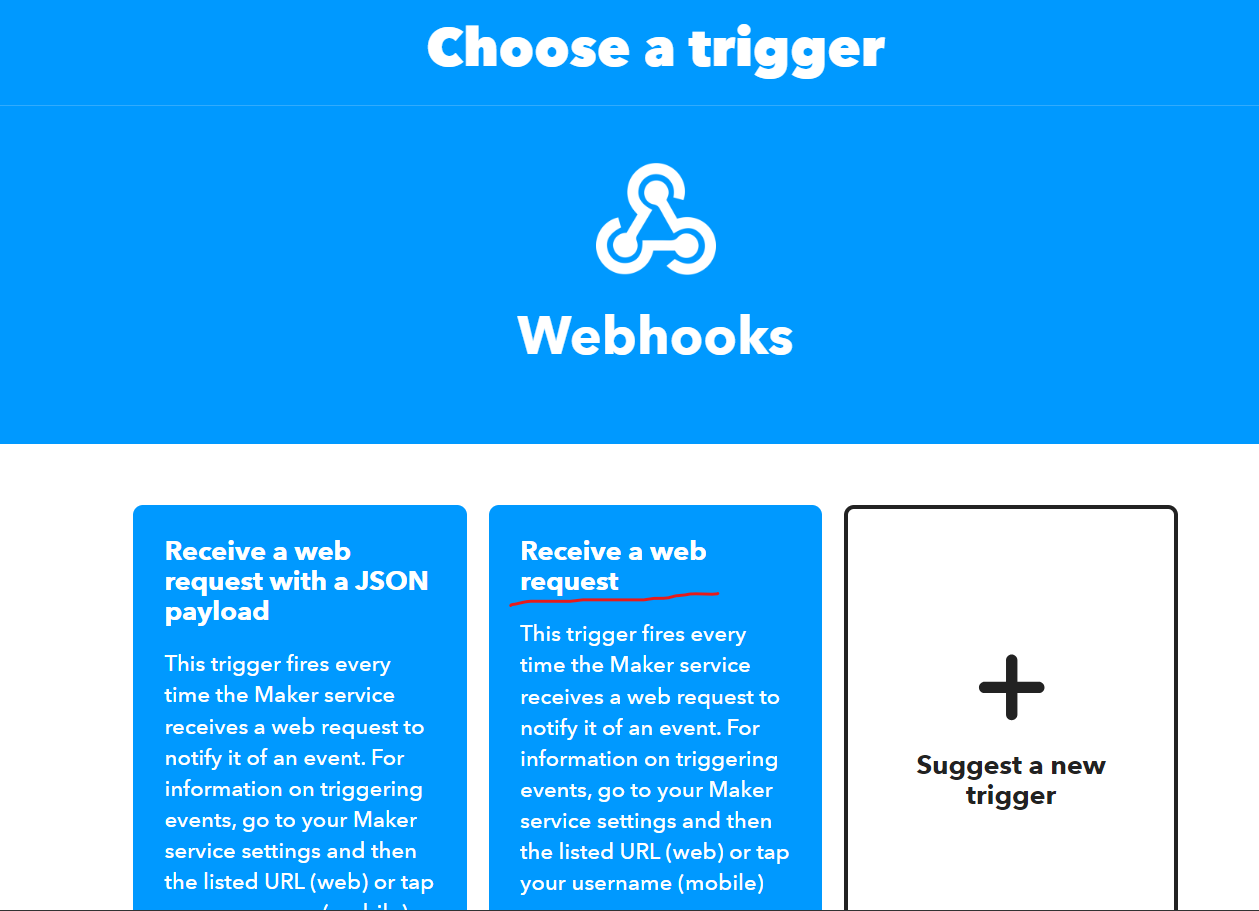 Choose a trigger
Webhooks
Receive a web
request with a JSON
payload
This trigger fires every
time the Maker service
receives a web request to
notify it of an event. For
information on triggering
events, go to your Maker
service settings and then
the listed URL (web) or tap
Receive a web
request
This trigger fires every
time the Maker service
receives a web request to
notify it of an event. For
information on triggering
events, go to your Maker
service settings and then
the listed URL (web) or tap
your username (mobile)
Suggest a new
trigger